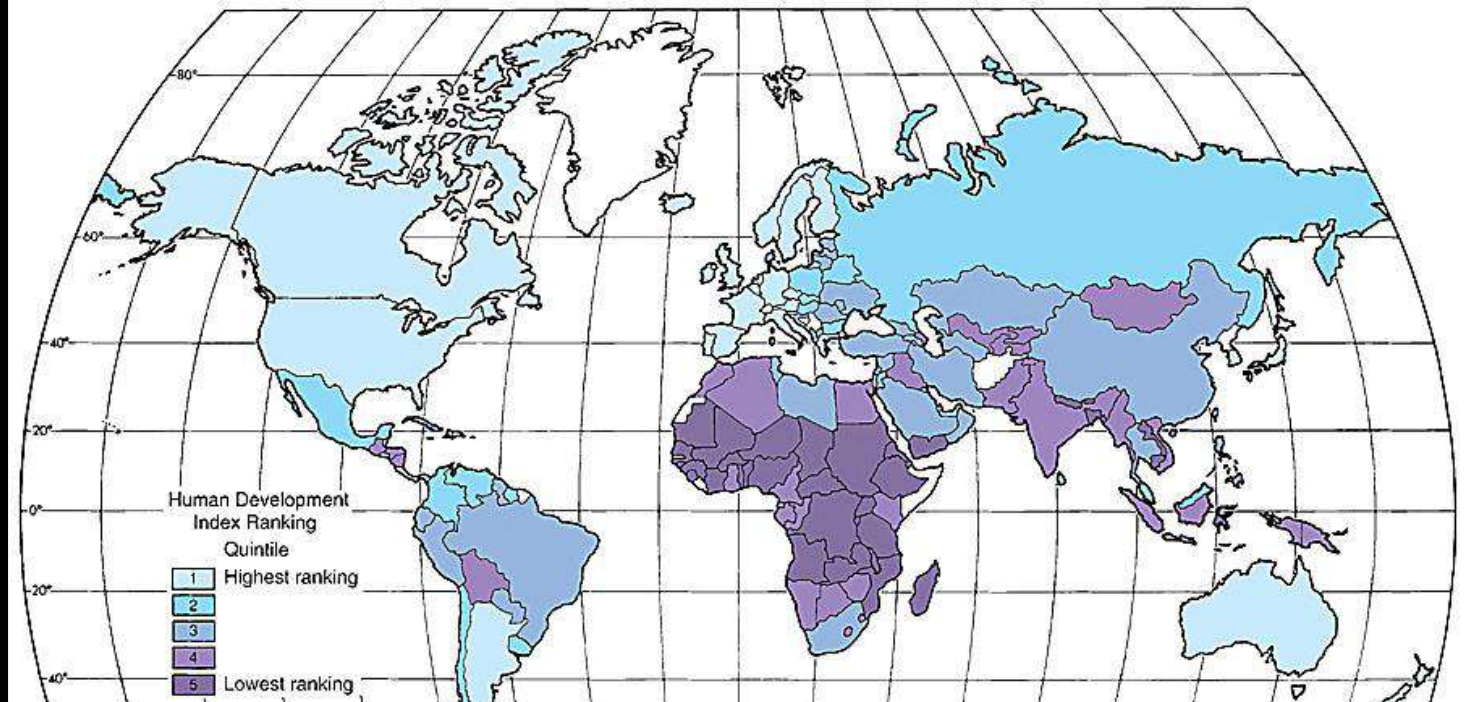 80°
60°
40°
20°
0°
20°
40°
Human Development
Index Ranking
Quintile
1 Highest ranking
2
3
4
5 Lowest ranking